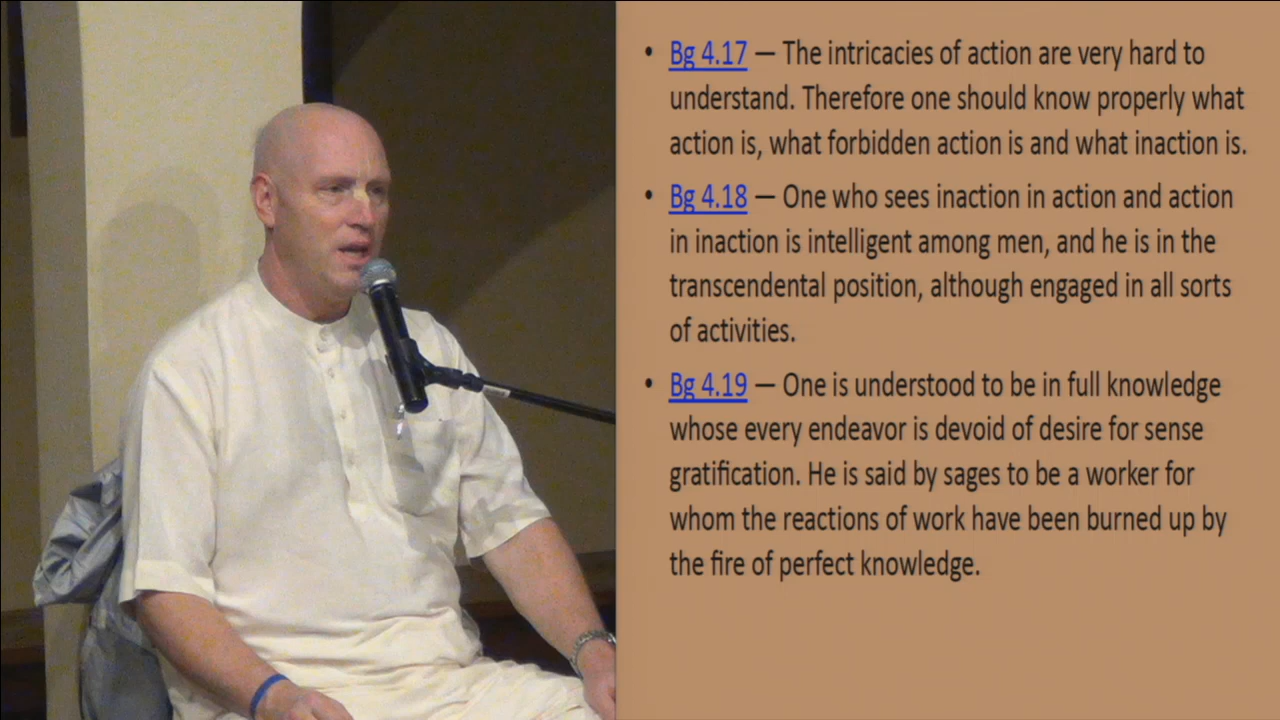 • Bg 4.17 — The intricacies of action are very hard to
understand. Therefore one should know properly what
action is, what forbidden action is and what inaction is.
• Bg 4.18 — One who sees inaction in action and action
in inaction is intelligent among men, and he is in the
transcendental position, although engaged in all sorts
of activities.
• Bg 4.19 — One is understood to be in full knowledge
whose every endeavor is devoid of desire for sense
gratification. He is said by sages to be a worker for
whom the reactions of work have been burned up by
the fire of perfect knowledge.